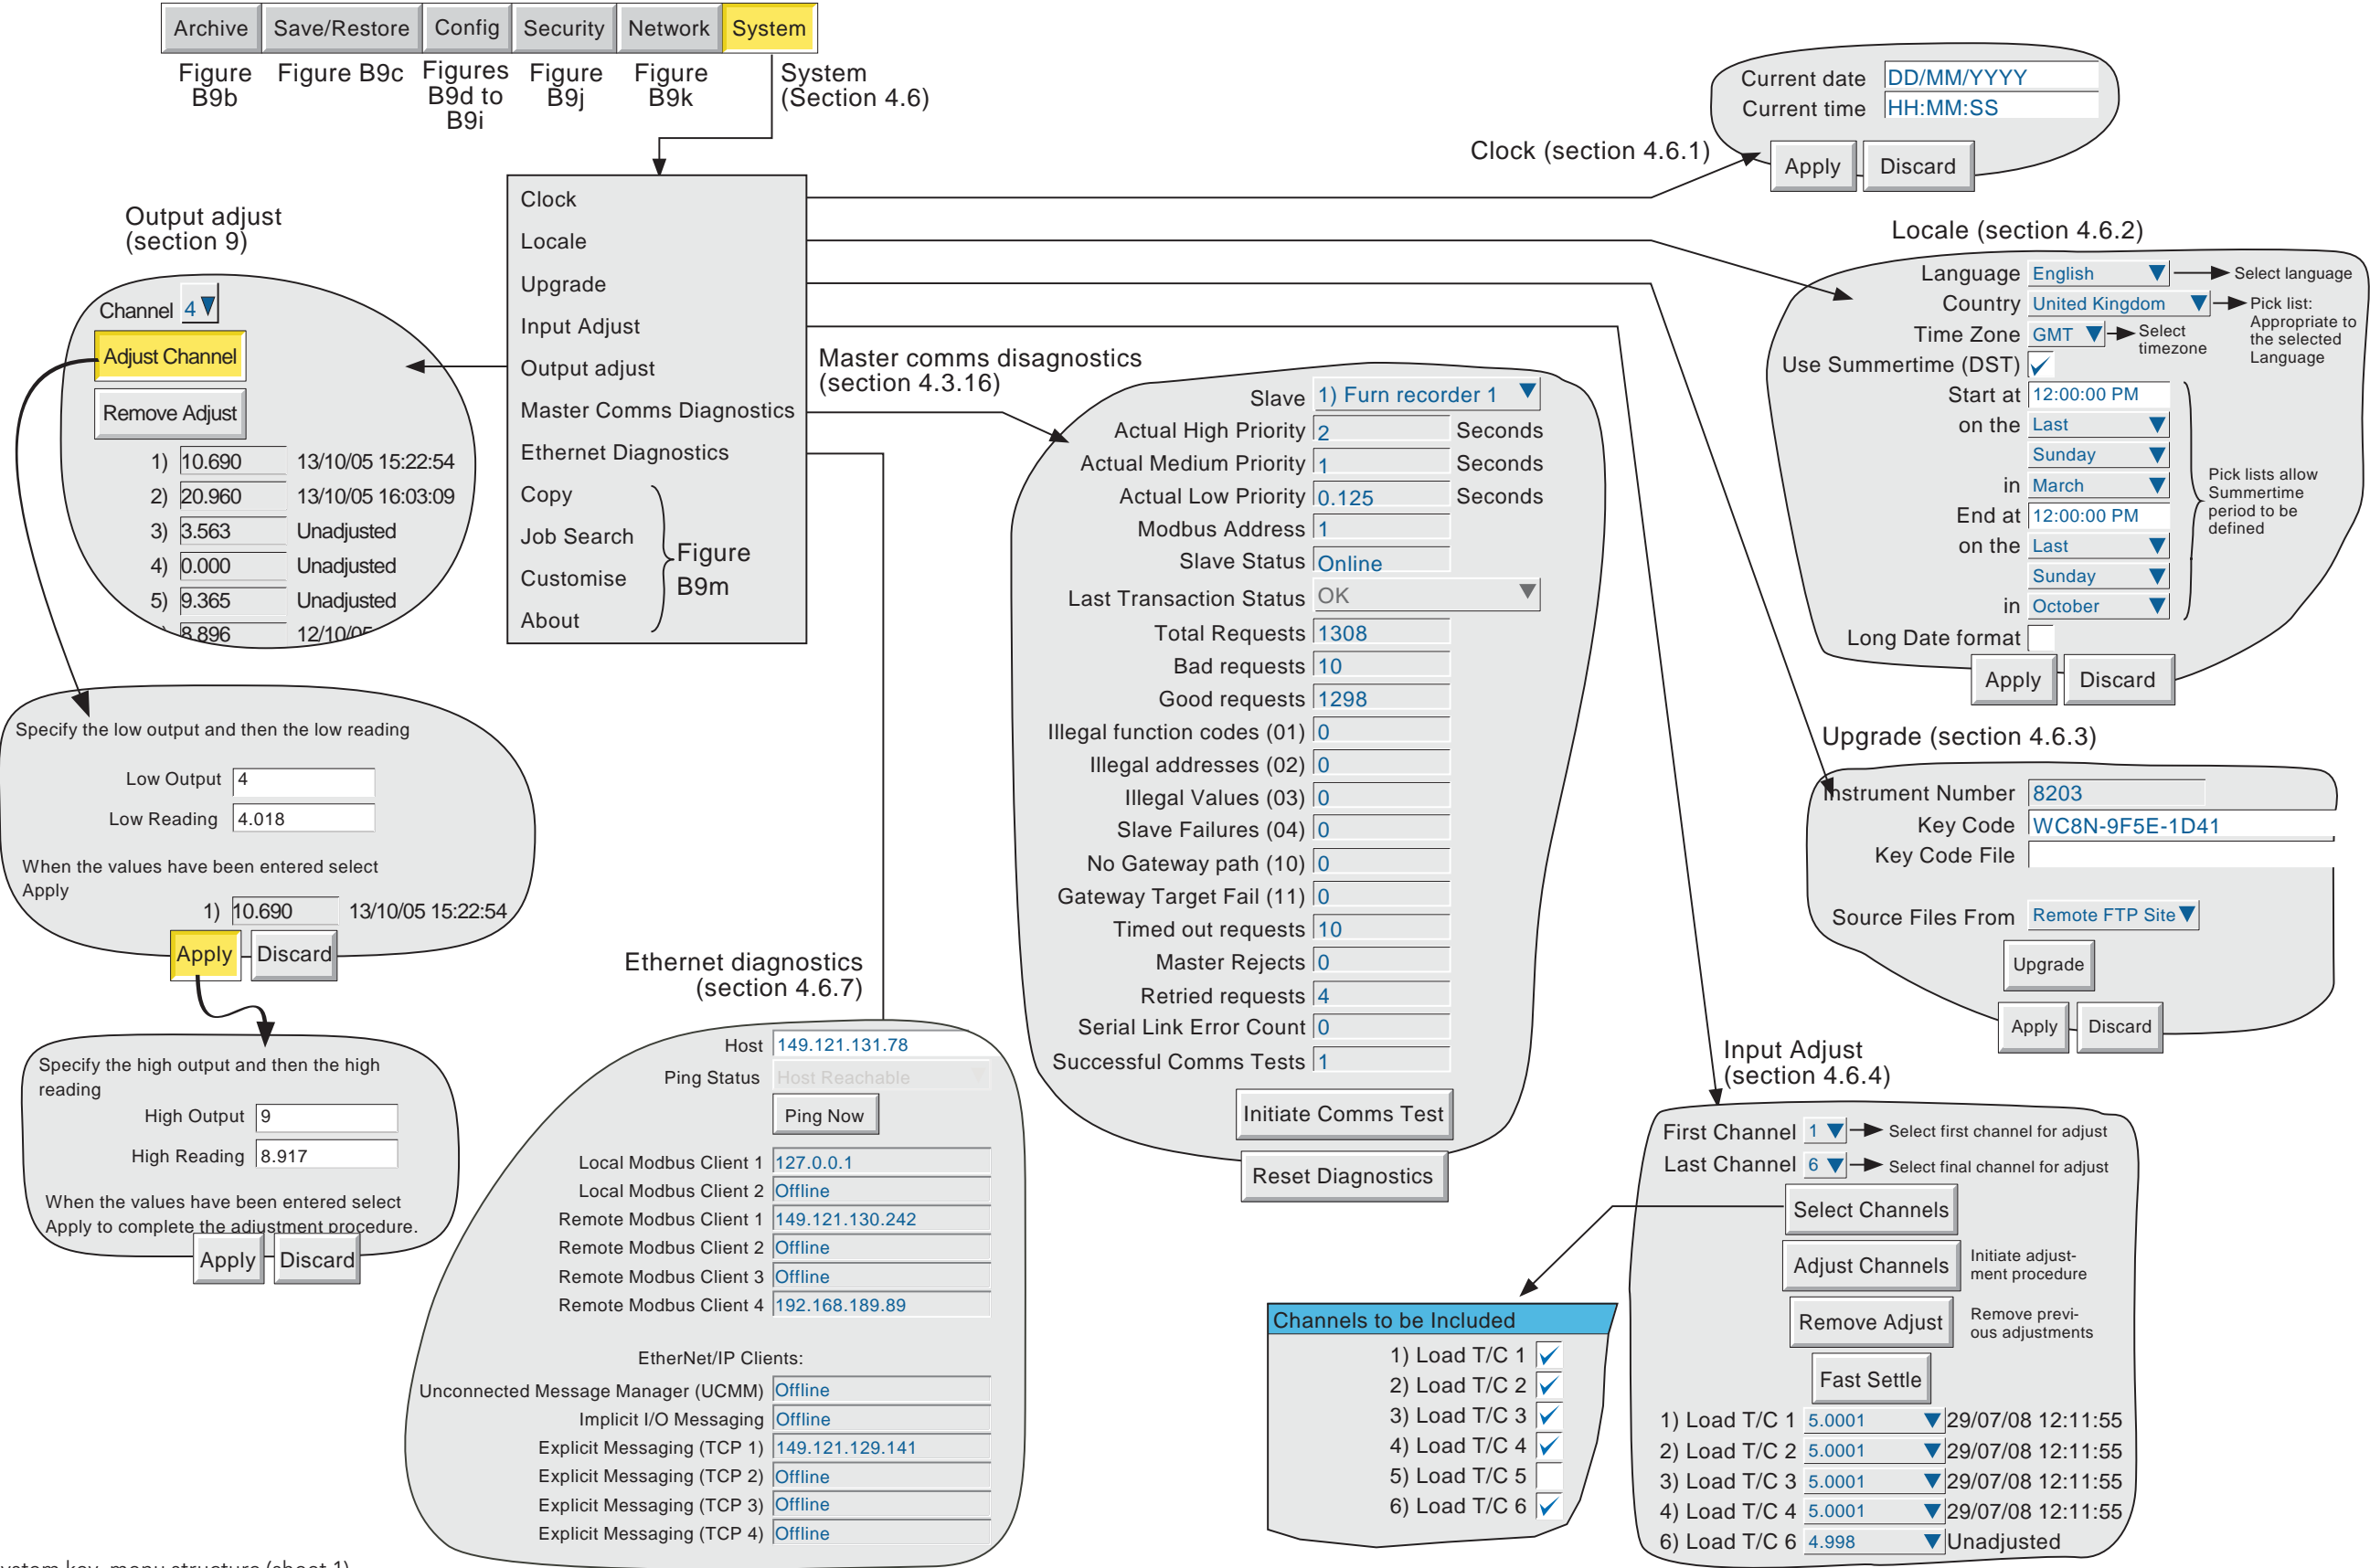 Archive Save/Restore Config Security Network System
Figure B9b
Figure B9c
Figures B9d to B9i
Figure B9j
Figure B9k
System
(Section 4.6)
Clock
Locale
Upgrade
Input Adjust
Output adjust
Master Comms Diagnostics
Ethernet Diagnostics
Copy
Job Search
Customise
About
Figure
B9m
Clock (section 4.6.1)
Current date DD/MM/YYYY
Current time HH:MM:SS
Apply Discard
Locale (section 4.6.2)
Language English Select language
Country United Kingdom Pick list:
Appropriate to
the selected
Language
Time Zone GMT Select
timezone
Use Summertime (DST)
Start at 12:00:00 PM
on the Last
Sunday
in March
End at 12:00:00 PM
on the Last
Sunday
in October
Pick lists allow
Summertime
period to be
defined
Long Date format
Apply Discard
Upgrade (section 4.6.3)
Instrument Number 8203
Key Code WC8N-9F5E-1D41
Key Code File
Source Files From Remote FTP Site
Upgrade
Apply Discard
Input Adjust
(section 4.6.4)
First Channel 1 Select first channel for adjust
Last Channel 6 Select final channel for adjust
Select Channels
Adjust Channels Initiate adjust-
ment procedure
Remove Adjust Remove previ-
ous adjustments
Fast Settle
1) Load T/C 1 5.0001 29/07/08 12:11:55
2) Load T/C 2 5.0001 29/07/08 12:11:55
3) Load T/C 3 5.0001 29/07/08 12:11:55
4) Load T/C 4 5.0001 29/07/08 12:11:55
6) Load T/C 6 4.998 Unadjusted
Channels to be Included
1) Load T/C 1
2) Load T/C 2
3) Load T/C 3
4) Load T/C 4
5) Load T/C 5
6) Load T/C 6
Master comms disagnostics
(section 4.3.16)
Slave 1) Furn recorder 1
Actual High Priority 2 Seconds
Actual Medium Priority 1 Seconds
Actual Low Priority 0.125 Seconds
Modbus Address 1
Slave Status Online
Last Transaction Status OK
Total Requests 1308
Bad requests 10
Good requests 1298
Illegal function codes (01) 0
Illegal addresses (02) 0
Illegal Values (03) 0
Slave Failures (04) 0
No Gateway path (10) 0
Gateway Target Fail (11) 0
Timed out requests 10
Master Rejects 0
Retried requests 4
Serial Link Error Count 0
Successful Comms Tests 1
Initiate Comms Test
Reset Diagnostics
Output adjust
(section 9)
Channel 4
Adjust Channel
Remove Adjust
1) 10.690 13/10/05 15:22:54
2) 20.960 13/10/05 16:03:09
3) 3.563 Unadjusted
4) 0.000 Unadjusted
5) 9.365 Unadjusted
8.896 12/10/05
Specify the low output and then the low reading
Low Output 4
Low Reading 4.018
When the values have been entered select
Apply
1) 10.690 13/10/05 15:22:54
Apply Discard
Specify the high output and then the high
reading
High Output 9
High Reading 8.917
When the values have been entered select
Apply to complete the adjustment procedure.
Apply Discard
Ethernet diagnostics
(section 4.6.7)
Host 149.121.131.78
Ping Status Host Reachable
Ping Now
Local Modbus Client 1 127.0.0.1
Local Modbus Client 2 Offline
Remote Modbus Client 1 149.121.130.242
Remote Modbus Client 2 Offline
Remote Modbus Client 3 Offline
Remote Modbus Client 4 192.168.189.89
EtherNet/IP Clients:
Unconnected Message Manager (UCMM) Offline
Implicit I/O Messaging Offline
Explicit Messaging (TCP 1) 149.121.129.141
Explicit Messaging (TCP 2) Offline
Explicit Messaging (TCP 3) Offline
Explicit Messaging (TCP 4) Offline
ystem key, menu structure (sheet 1)